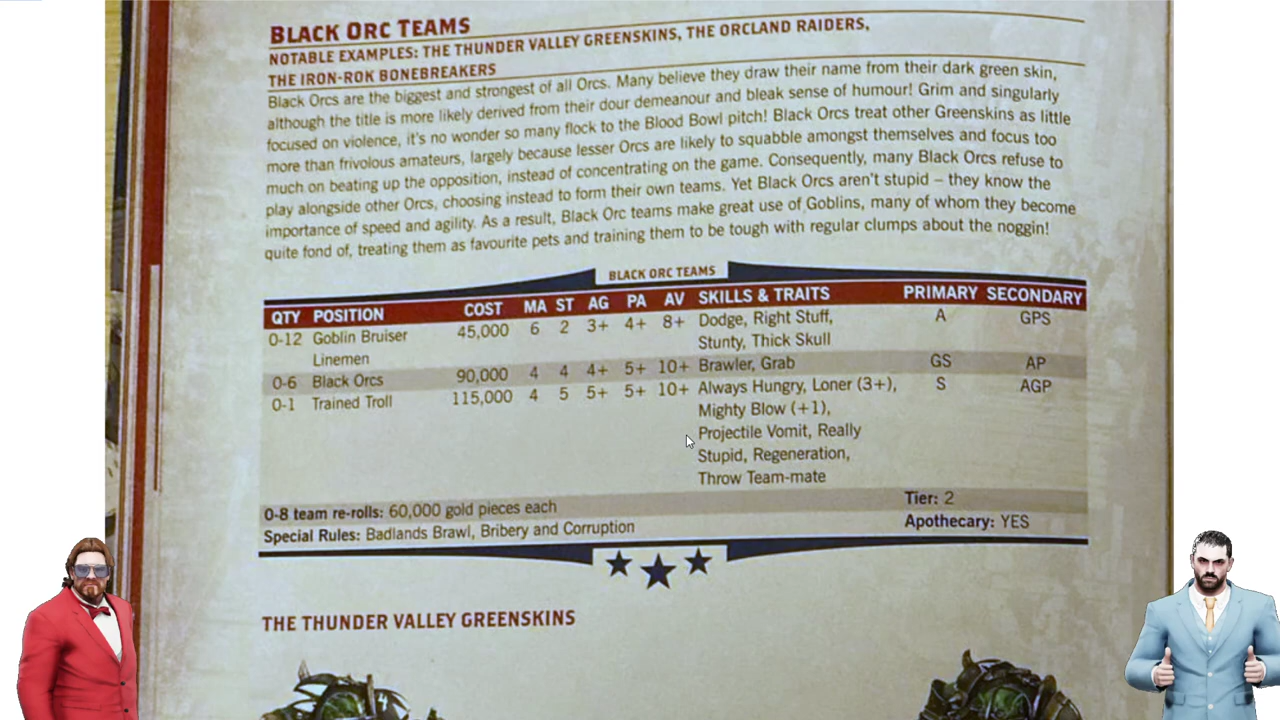 BLACK ORC TEAMS
NOTABLE EXAMPLES: THE THUNDER VALLEY GREENSKINS, THE ORCLAND RAIDERS,
THE IRON-ROK BONEBREAKERS
Black Orcs are the biggest and strongest of all Orcs. Many believe they draw their name from their dark green skin,
although the title is more likely derived from their dour demeanour and bleak sense of humour! Grim and singularly
focused on violence, it's no wonder so many flock to the Blood Bowl pitch! Black Orcs treat other Greenskins as little
more than frivolous amateurs, largely because lesser Orcs are likely to squabble amongst themselves and focus too
much on beating up the opposition, instead of concentrating on the game. Consequently, many Black Orcs refuse to
play alongside other Orcs, choosing instead to form their own teams. Yet Black Orcs aren't stupid – they know the
importance of speed and agility. As a result, Black Orc teams make great use of Goblins, many of whom they become
quite fond of, treating them as favourite pets and training them to be tough with regular clumps about the noggin!
BLACK ORC TEAMS
QTY POSITION COST MA ST AG PA AV SKILLS & TRAITS PRIMARY SECONDARY
0-12 Goblin Bruiser 45,000 6 2 3+ 4+ 8+ Dodge, Right Stuff, A GPS
Linemen Stunty, Thick Skull
0-6 Black Orcs 90,000 4 4 4+ 5+ 10+ Brawler, Grab GS AP
0-1 Trained Troll 115,000 4 5 5+ 5+ 10+ Always Hungry, Loner (3+), S AGP
Mighty Blow (+1),
Projectile Vomit, Really
Stupid, Regeneration,
Throw Team-mate
0-8 team re-rolls: 60,000 gold pieces each Tier: 2
Special Rules: Badlands Brawl, Bribery and Corruption Apothecary: YES
THE THUNDER VALLEY GREENSKINS